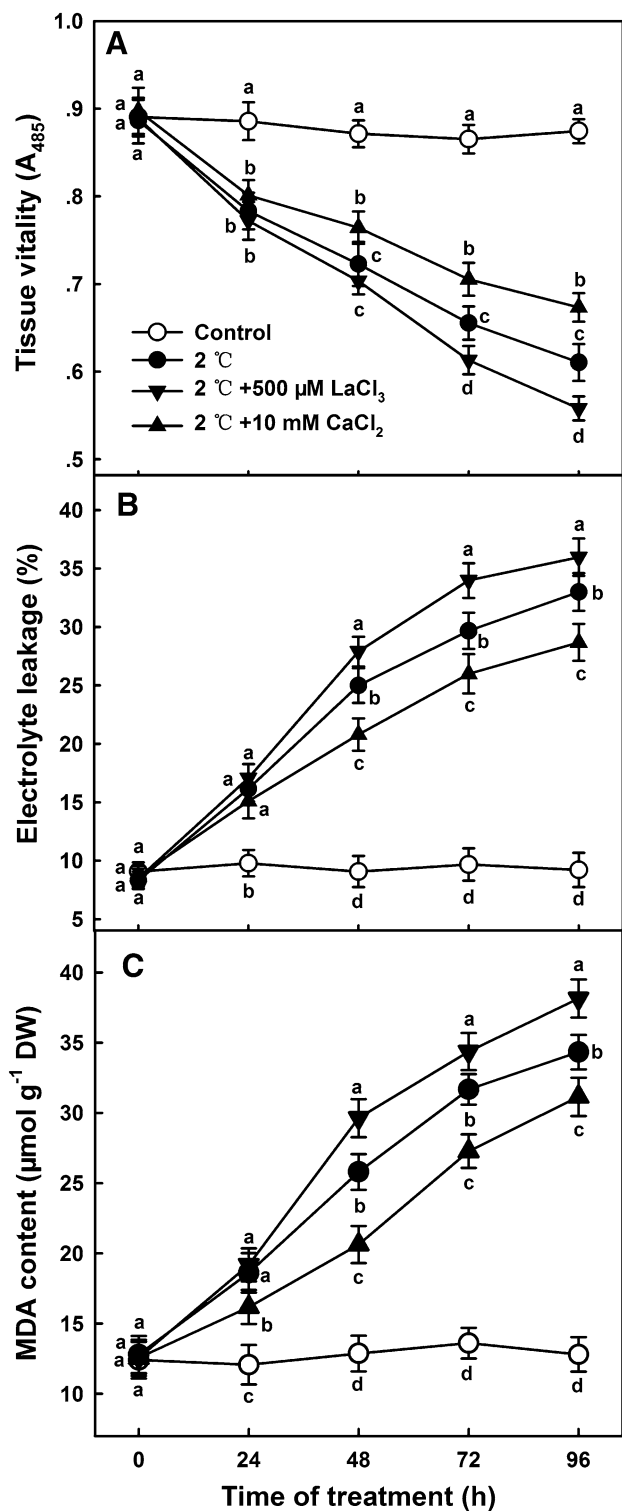 A
1.0
.9
.8
.7
.6
.5
Tissue vitality (A485)
a a a a a
a
a
a
b b b b
b c c c
b c d d
Control
2 ℃
2 ℃ +500 µM LaCl3
2 ℃ +10 mM CaCl2
B
40
35
30
25
20
15
10
5
Electrolyte leakage (%)
a a a a a
a a b b b
a a c c c
a b d d d
C
40
35
30
25
20
15
10
MDA content (µmol g-1 DW)
a a a a a
a a b b b
a b c c c
a c d d d
0 24 48 72 96
Time of treatment (h)